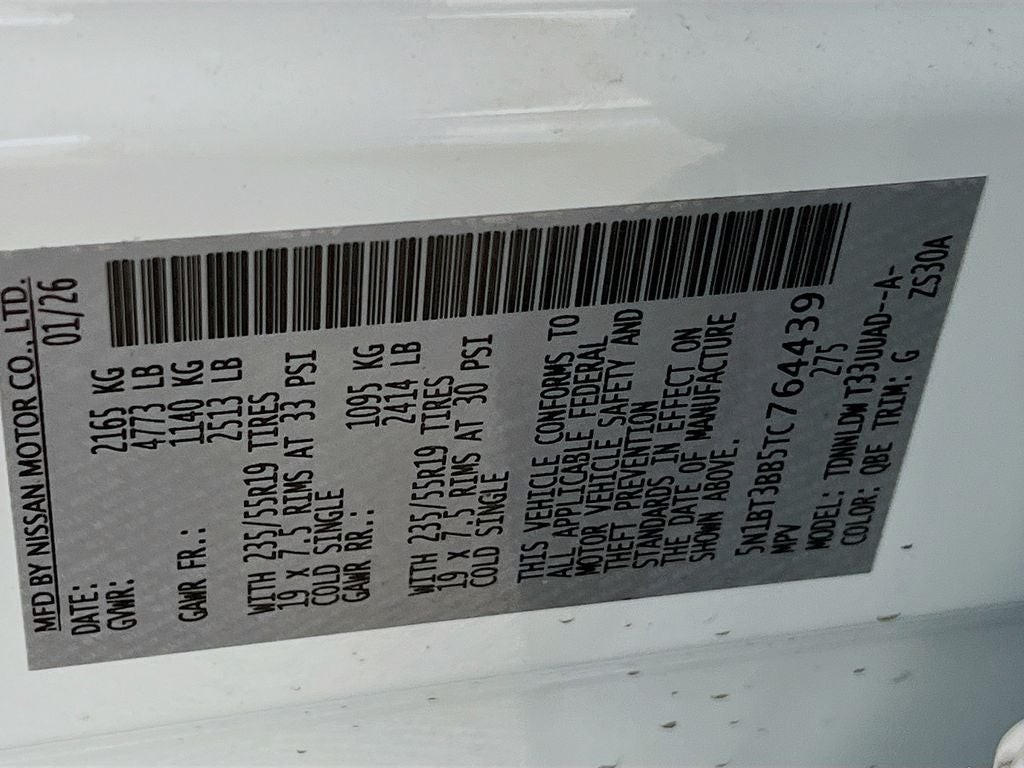 MFD BY NISSAN MOTOR CO., LTD.
DATE: 01/26
GVWR: 2165 KG
4773 LB
GAWR FR.: 1140 KG
2513 LB
WITH 235/55R19 TIRES
19 X 7.5 RIMS AT 33 PSI
COLD SINGLE
GAWR RR.: 1095 KG
2414 LB
WITH 235/55R19 TIRES
19 X 7.5 RIMS AT 30 PSI
COLD SINGLE
THIS VEHICLE CONFORMS TO
ALL APPLICABLE FEDERAL
MOTOR VEHICLE SAFETY AND
THEFT PREVENTION
STANDARDS IN EFFECT ON
THE DATE OF MANUFACTURE
SHOWN ABOVE.
5N1BT3BB5TC764439
MPV 275
MODEL: TDNNLDWT33UUAD--A-
COLOR: QBE TRIM: G ZS30A